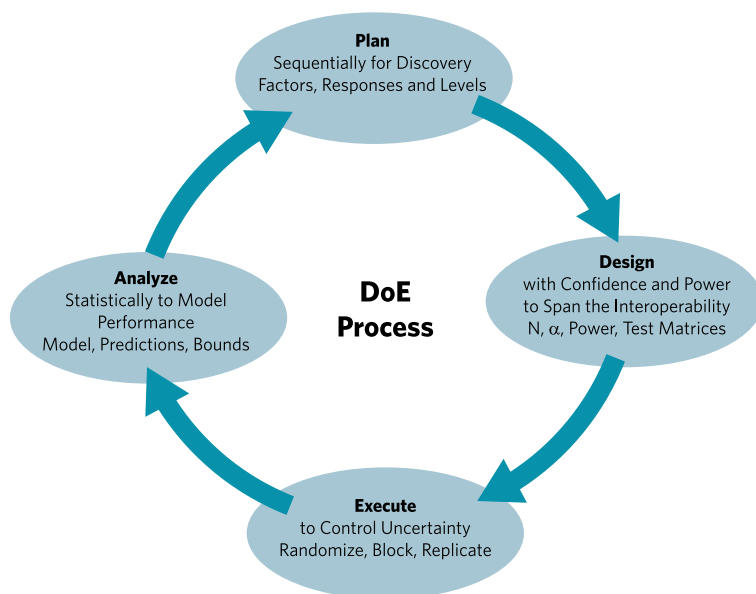 Plan
Sequentially for Discovery
Factors, Responses and Levels
Design
with Confidence and Power
to Span the Interoperability
N, α, Power, Test Matrices
DoE
Process
Analyze
Statistically to Model
Performance
Model, Predictions, Bounds
Execute
to Control Uncertainty
Randomize, Block, Replicate